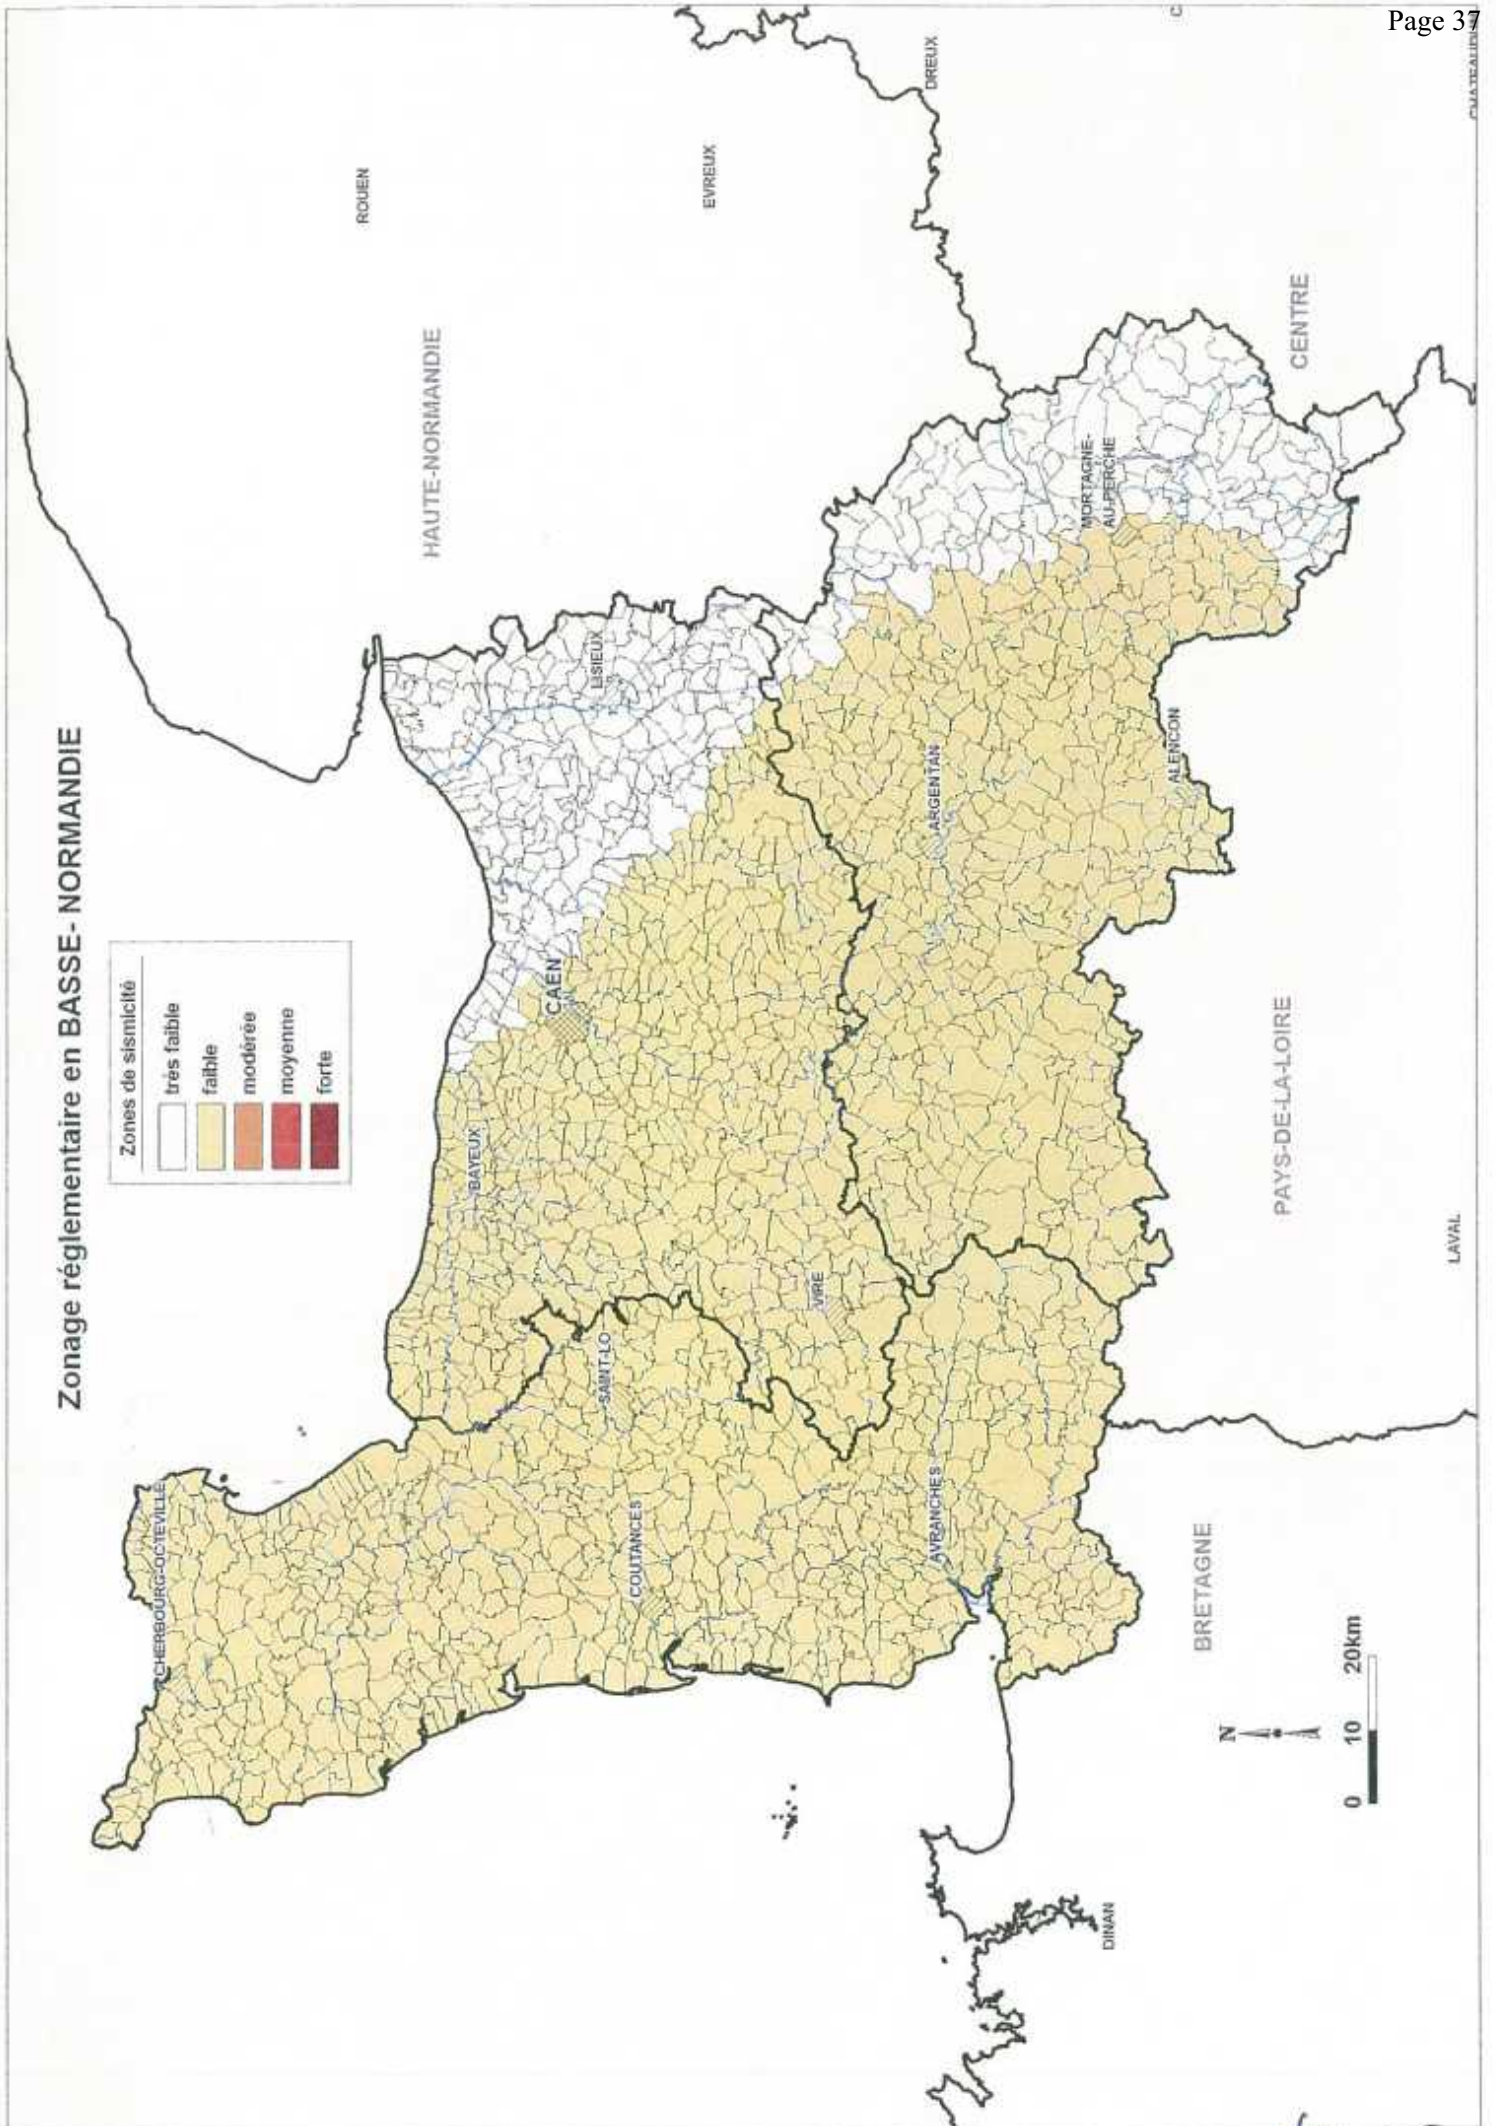 Page 37
Zonage réglementaire en BASSE- NORMANDIE
Zones de sismicité
très faible
faible
modérée
moyenne
forte
CHERBOURG-OCTEVILLE
BAYEUX
CAEN
LISIEUX
SAINT-LO
COUTANCES
VIRE
AVRANCHES
ARGENTAN
ALENCON
MORTAGNE-
AU-PERCHE
HAUTE-NORMANDIE
ROUEN
EVREUX
DREUX
CENTRE
PAYS-DE-LA-LOIRE
LAVAL
BRETAGNE
DINAN
N
0 10 20km